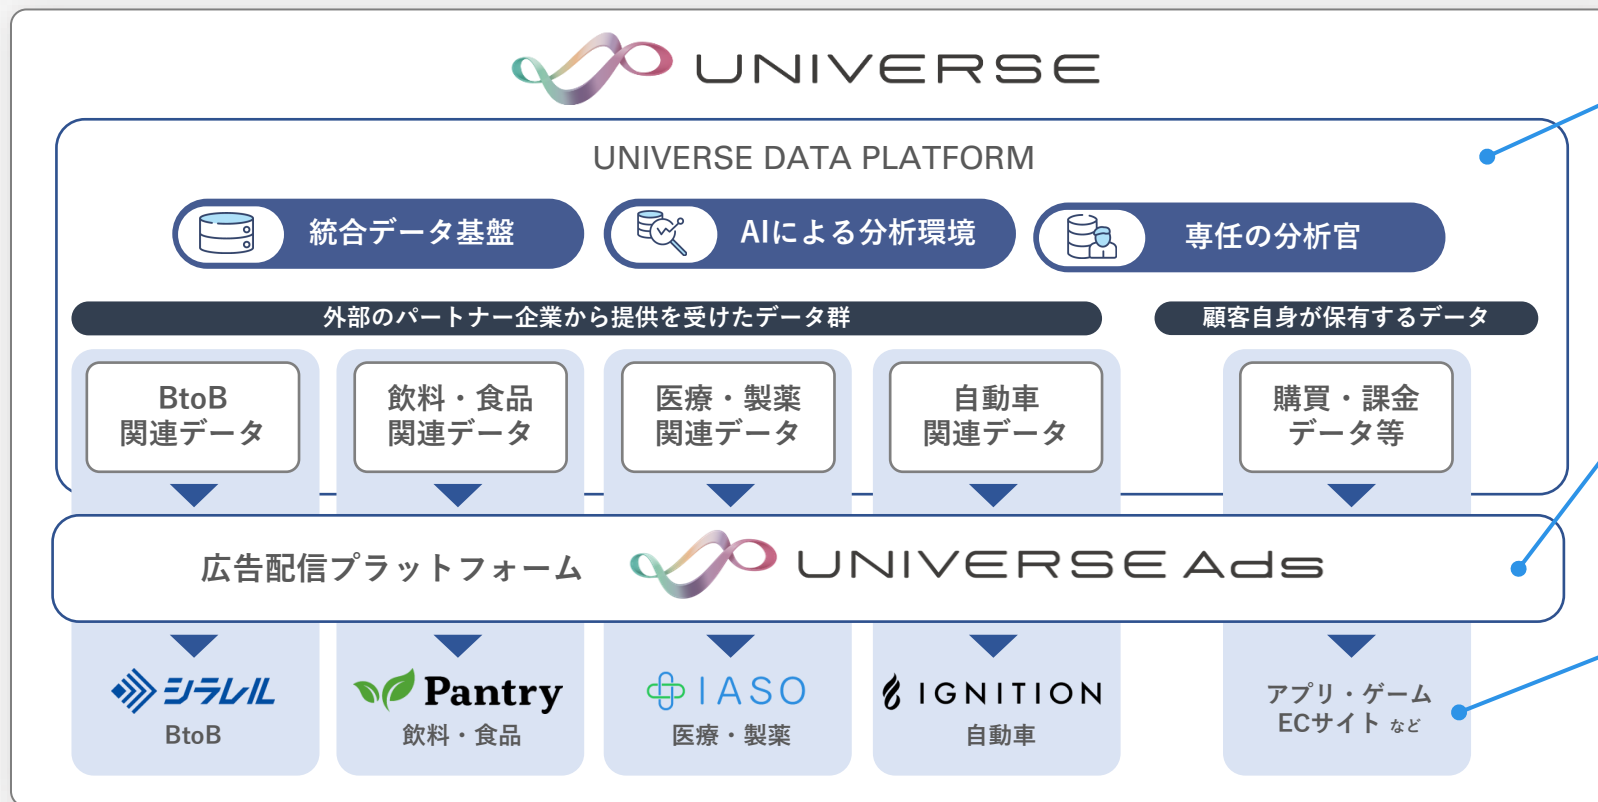 UNIVERSE
UNIVERSE DATA PLATFORM
統合データ基盤
AIによる分析環境
専任の分析官
外部のパートナー企業から提供を受けたデータ群
顧客自身が保有するデータ
BtoB
関連データ
飲料・食品
関連データ
医療・製薬
関連データ
自動車
関連データ
購買・課金
データ等
広告配信プラットフォーム
UNIVERSE Ads
シラレル
BtoB
Pantry
飲料・食品
IASO
医療・製薬
IGNITION
自動車
アプリ・ゲーム
ECサイト など